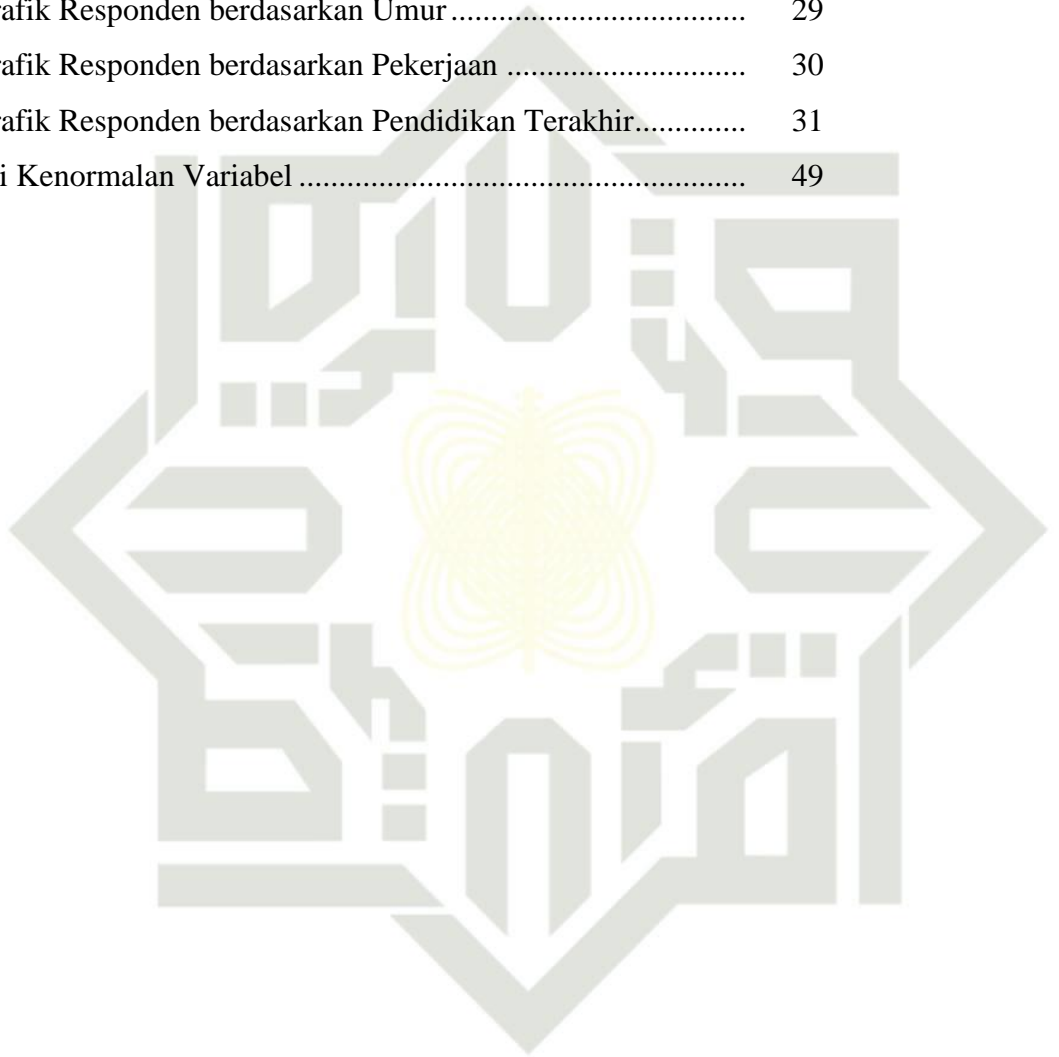 rafik Responden berdasarkan Umur ..................................... 29
rafik Responden berdasarkan Pekerjaan .............................. 30
rafik Responden berdasarkan Pendidikan Terakhir.............. 31
i Kenormalan Variabel ........................................................ 49